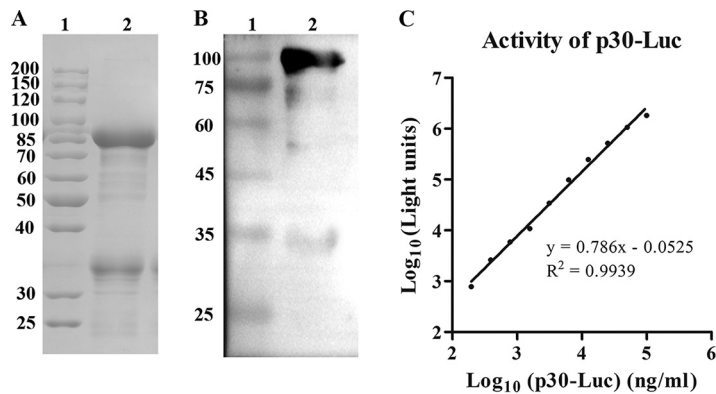 A
1 2
200
150
120
100
85
70
60
50
40
30
25
B
1 2
100
75
60
45
35
25
C
Activity of p30-Luc
Log10 (Light units)
7
6
5
4
3
2
y = 0.786x - 0.0525
R2 = 0.9939
2 3 4 5 6
Log10 (p30-Luc) (ng/ml)